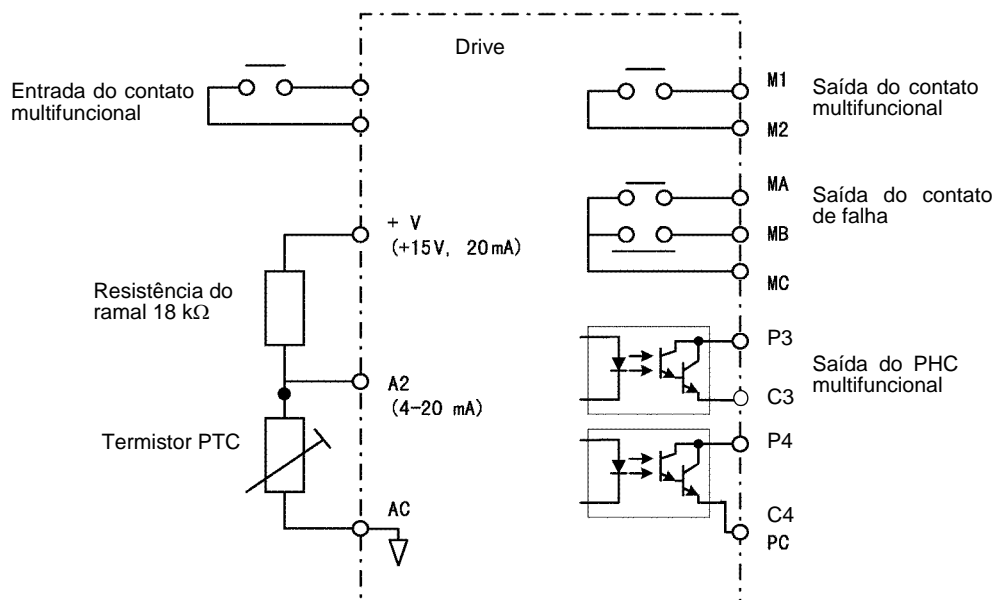 Drive
Entrada do contato
multifuncional
M1
M2
Saída do contato
multifuncional
MA
MB
MC
Saída do contato
de falha
+ V
(+15V, 20mA)
Resistência do
ramal 18 kΩ
A2
(4-20 mA)
P3
C3
Saída do PHC
multifuncional
Termistor PTC
P4
C4
PC
AC